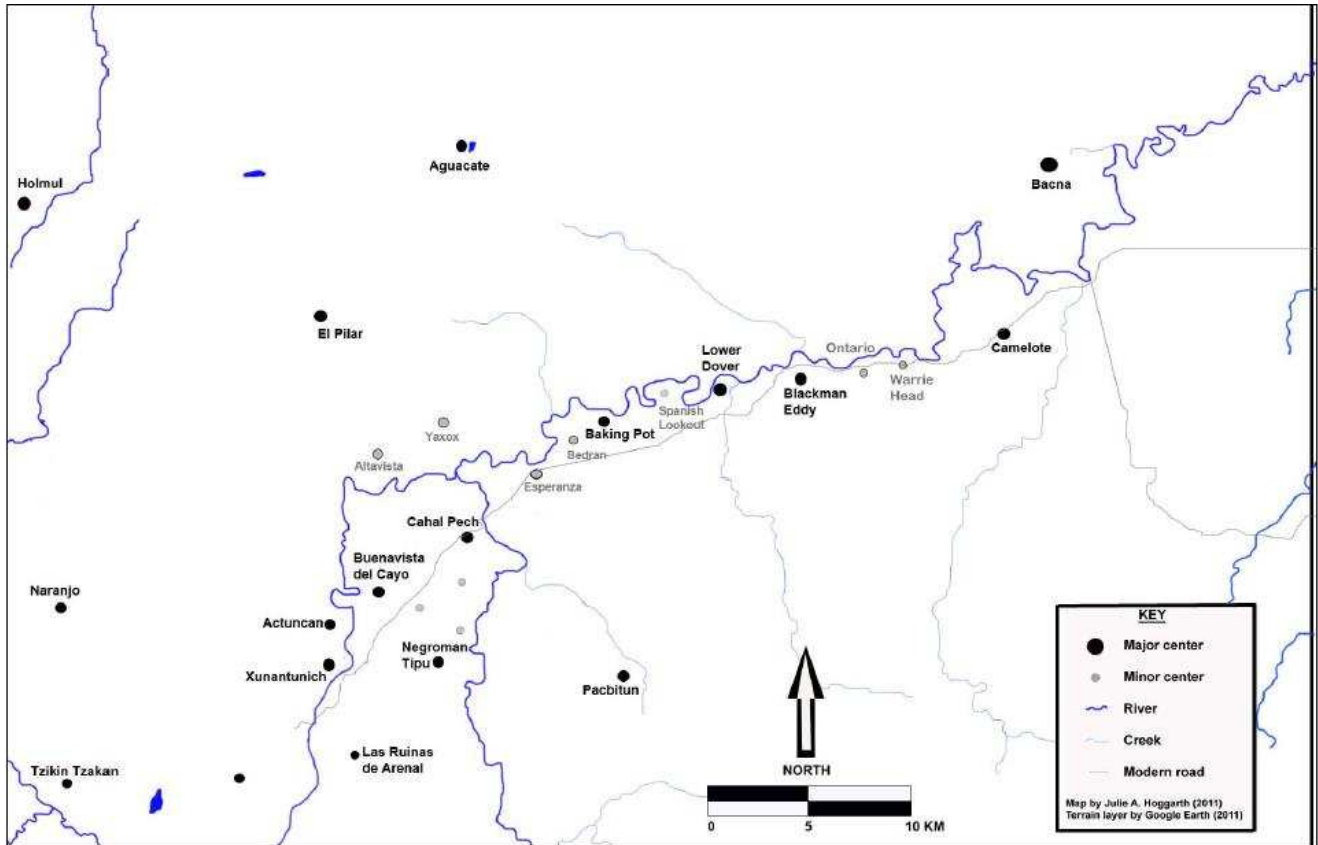 Aguacate
Holmul
Bacna
El Pilar
Lower
Dover
Ontario
Camelote
Warrie
Head
Blackman
Eddy
Spanish
Lookout
Baking Pot
Yaxox
Bedran
Altavista
Esperanza
Cahal Pech
Buenavista
del Cayo
Naranjo
Actuncan
Negroman
Tipu
Xunantunich
Pacbitun
Las Ruinas
de Arenal
Tzikin Tzakan
NORTH
0 5 10 KM
KEY
Major center
Minor center
River
Creek
Modern road
Map by Julie A. Hoggarth (2011)
Terrain layer by Google Earth (2011)